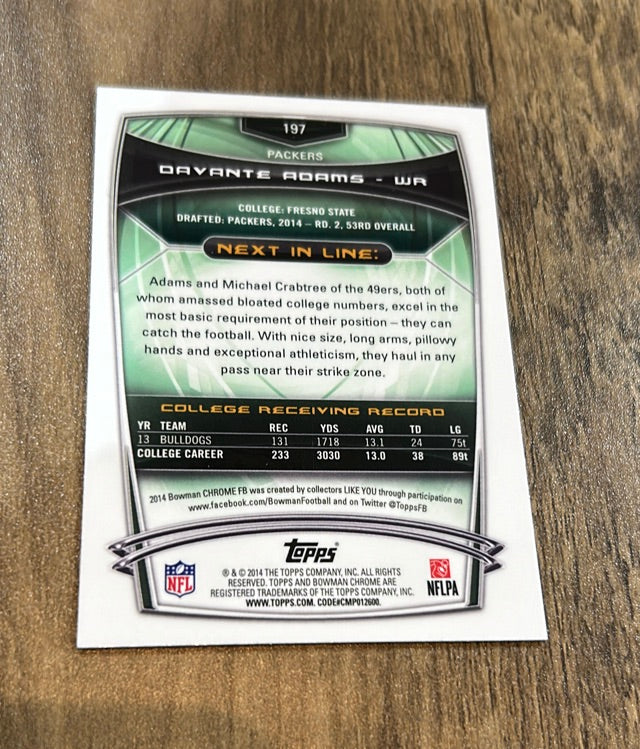 197
PACKERS
DAVANTE ADAMS - WR
COLLEGE: FRESNO STATE
DRAFTED: PACKERS, 2014 – RD. 2, 53RD OVERALL
NEXT IN LINE:
Adams and Michael Crabtree of the 49ers, both of
whom amassed bloated college numbers, excel in the
most basic requirement of their position – they can
catch the football. With nice size, long arms, pillowy
hands and exceptional athleticism, they haul in any
pass near their strike zone.
COLLEGE RECEIVING RECORD
YR TEAM REC YDS AVG TD LG
13 BULLDOGS 131 1718 13.1 24 75t
COLLEGE CAREER 233 3030 13.0 38 89t
2014 Bowman CHROME FB was created by collectors LIKE YOU through participation on
www.facebook.com/BowmanFootball and on Twitter @ToppsFB
topps®
® & © 2014 THE TOPPS COMPANY, INC. ALL RIGHTS
RESERVED. TOPPS AND BOWMAN CHROME ARE
REGISTERED TRADEMARKS OF THE TOPPS COMPANY, INC.
WWW.TOPPS.COM. CODE#CMP012600.
NFL
NFLPA